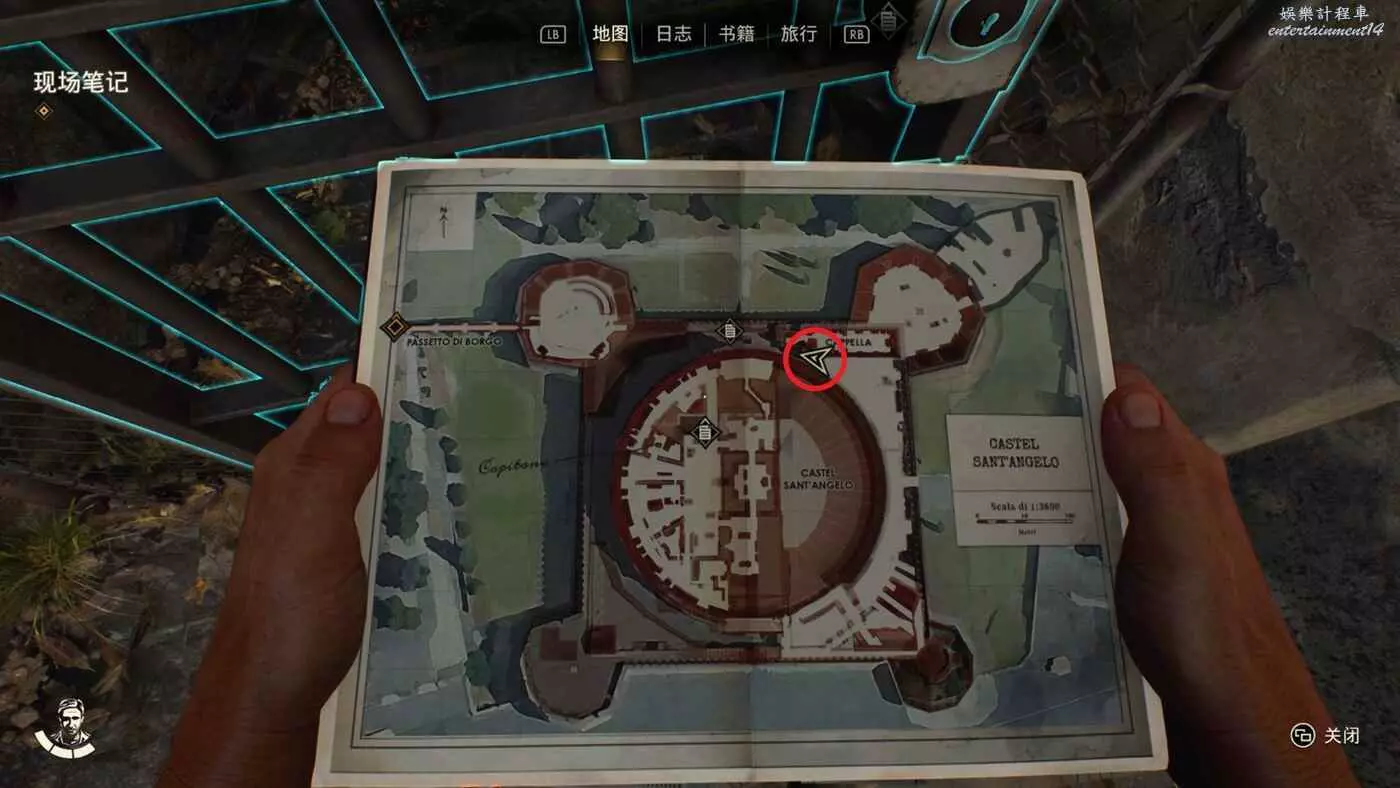 LB 地图 日志 书籍 旅行 RB
娛樂計程車
entertainment14
现场笔记
N
PASSETTO DI BORGO
CAPPELLA
CASTEL
SANT'ANGELO
CASTEL
SANT'ANGELO
Scala di 1:3600
Metri
关闭